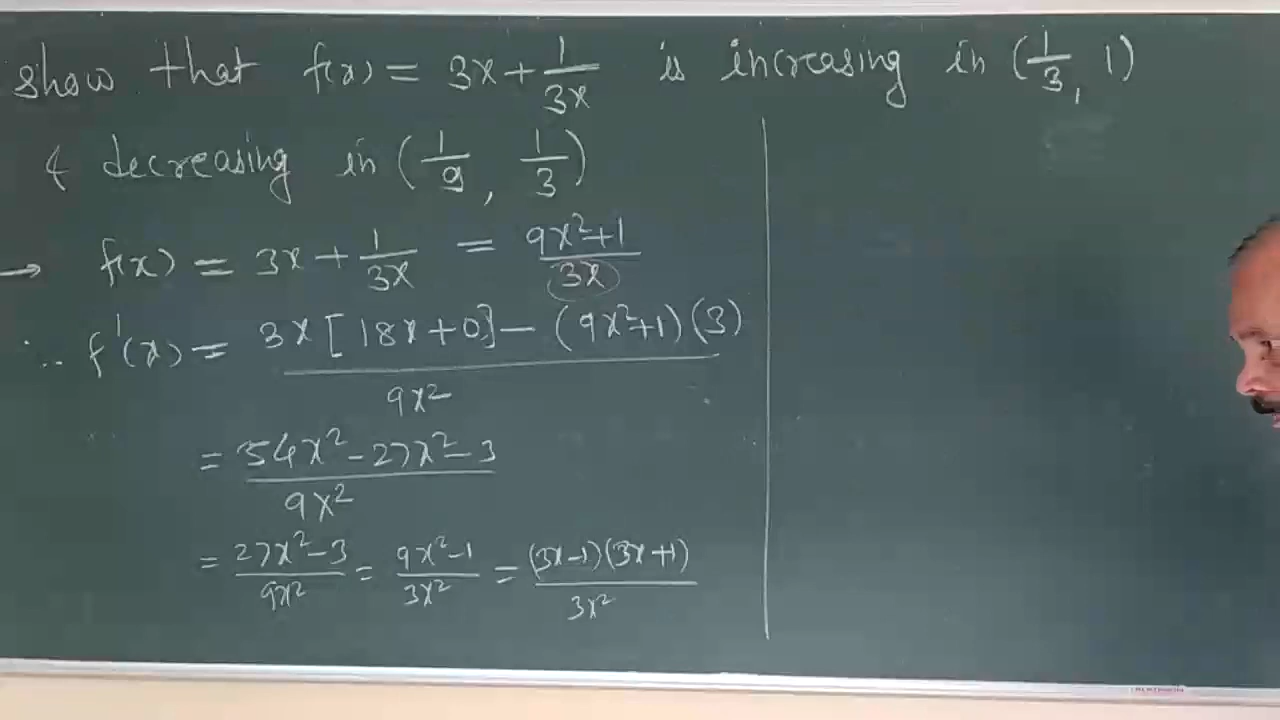 show that f(x) = 3x + 1/3x is increasing in (1/3, 1)
& decreasing in (1/9, 1/3)
→ f(x) = 3x + 1/3x = 9x²+1/3x
∴ f'(x) = 3x[18x+0] − (9x²+1)(3)/9x²
= 54x²−27x²−3/9x²
= 27x²−3/9x² = 9x²−1/3x² = (3x−1)(3x+1)/3x²